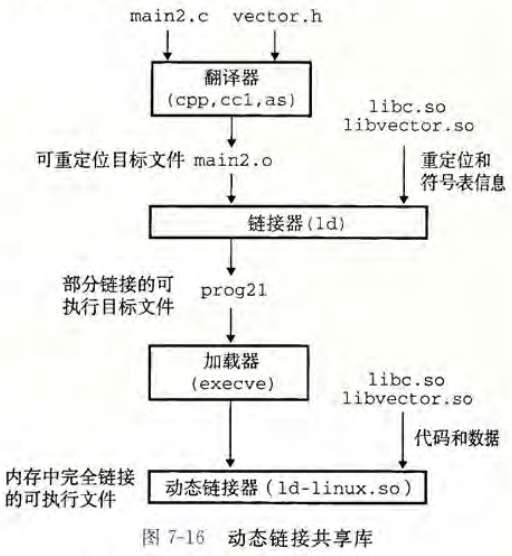 main2.c vector.h
翻译器
(cpp,cc1,as)
libc.so
libvector.so
可重定位目标文件 main2.o
重定位和
符号表信息
链接器(ld)
部分链接的可
执行目标文件
prog21
加载器
(execve)
libc.so
libvector.so
代码和数据
内存中完全链接
的可执行文件
动态链接器(ld-linux.so)
图 7-16 动态链接共享库